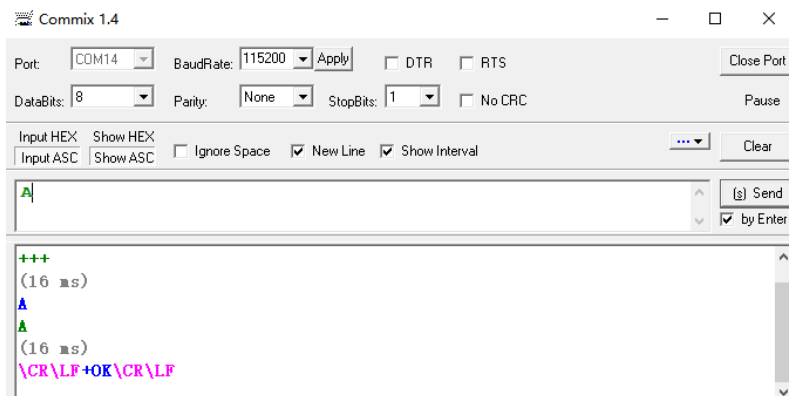 Commix 1.4
Port: COM14 BaudRate: 115200 Apply DTR RTS Close Port
DataBits: 8 Parity: None StopBits: 1 No CRC Pause
Input HEX Show HEX
Input ASC Show ASC Ignore Space New Line Show Interval ... Clear
A (s) Send
by Enter
+++
(16 ms)
A
A
(16 ms)
\CR\LF+OK\CR\LF